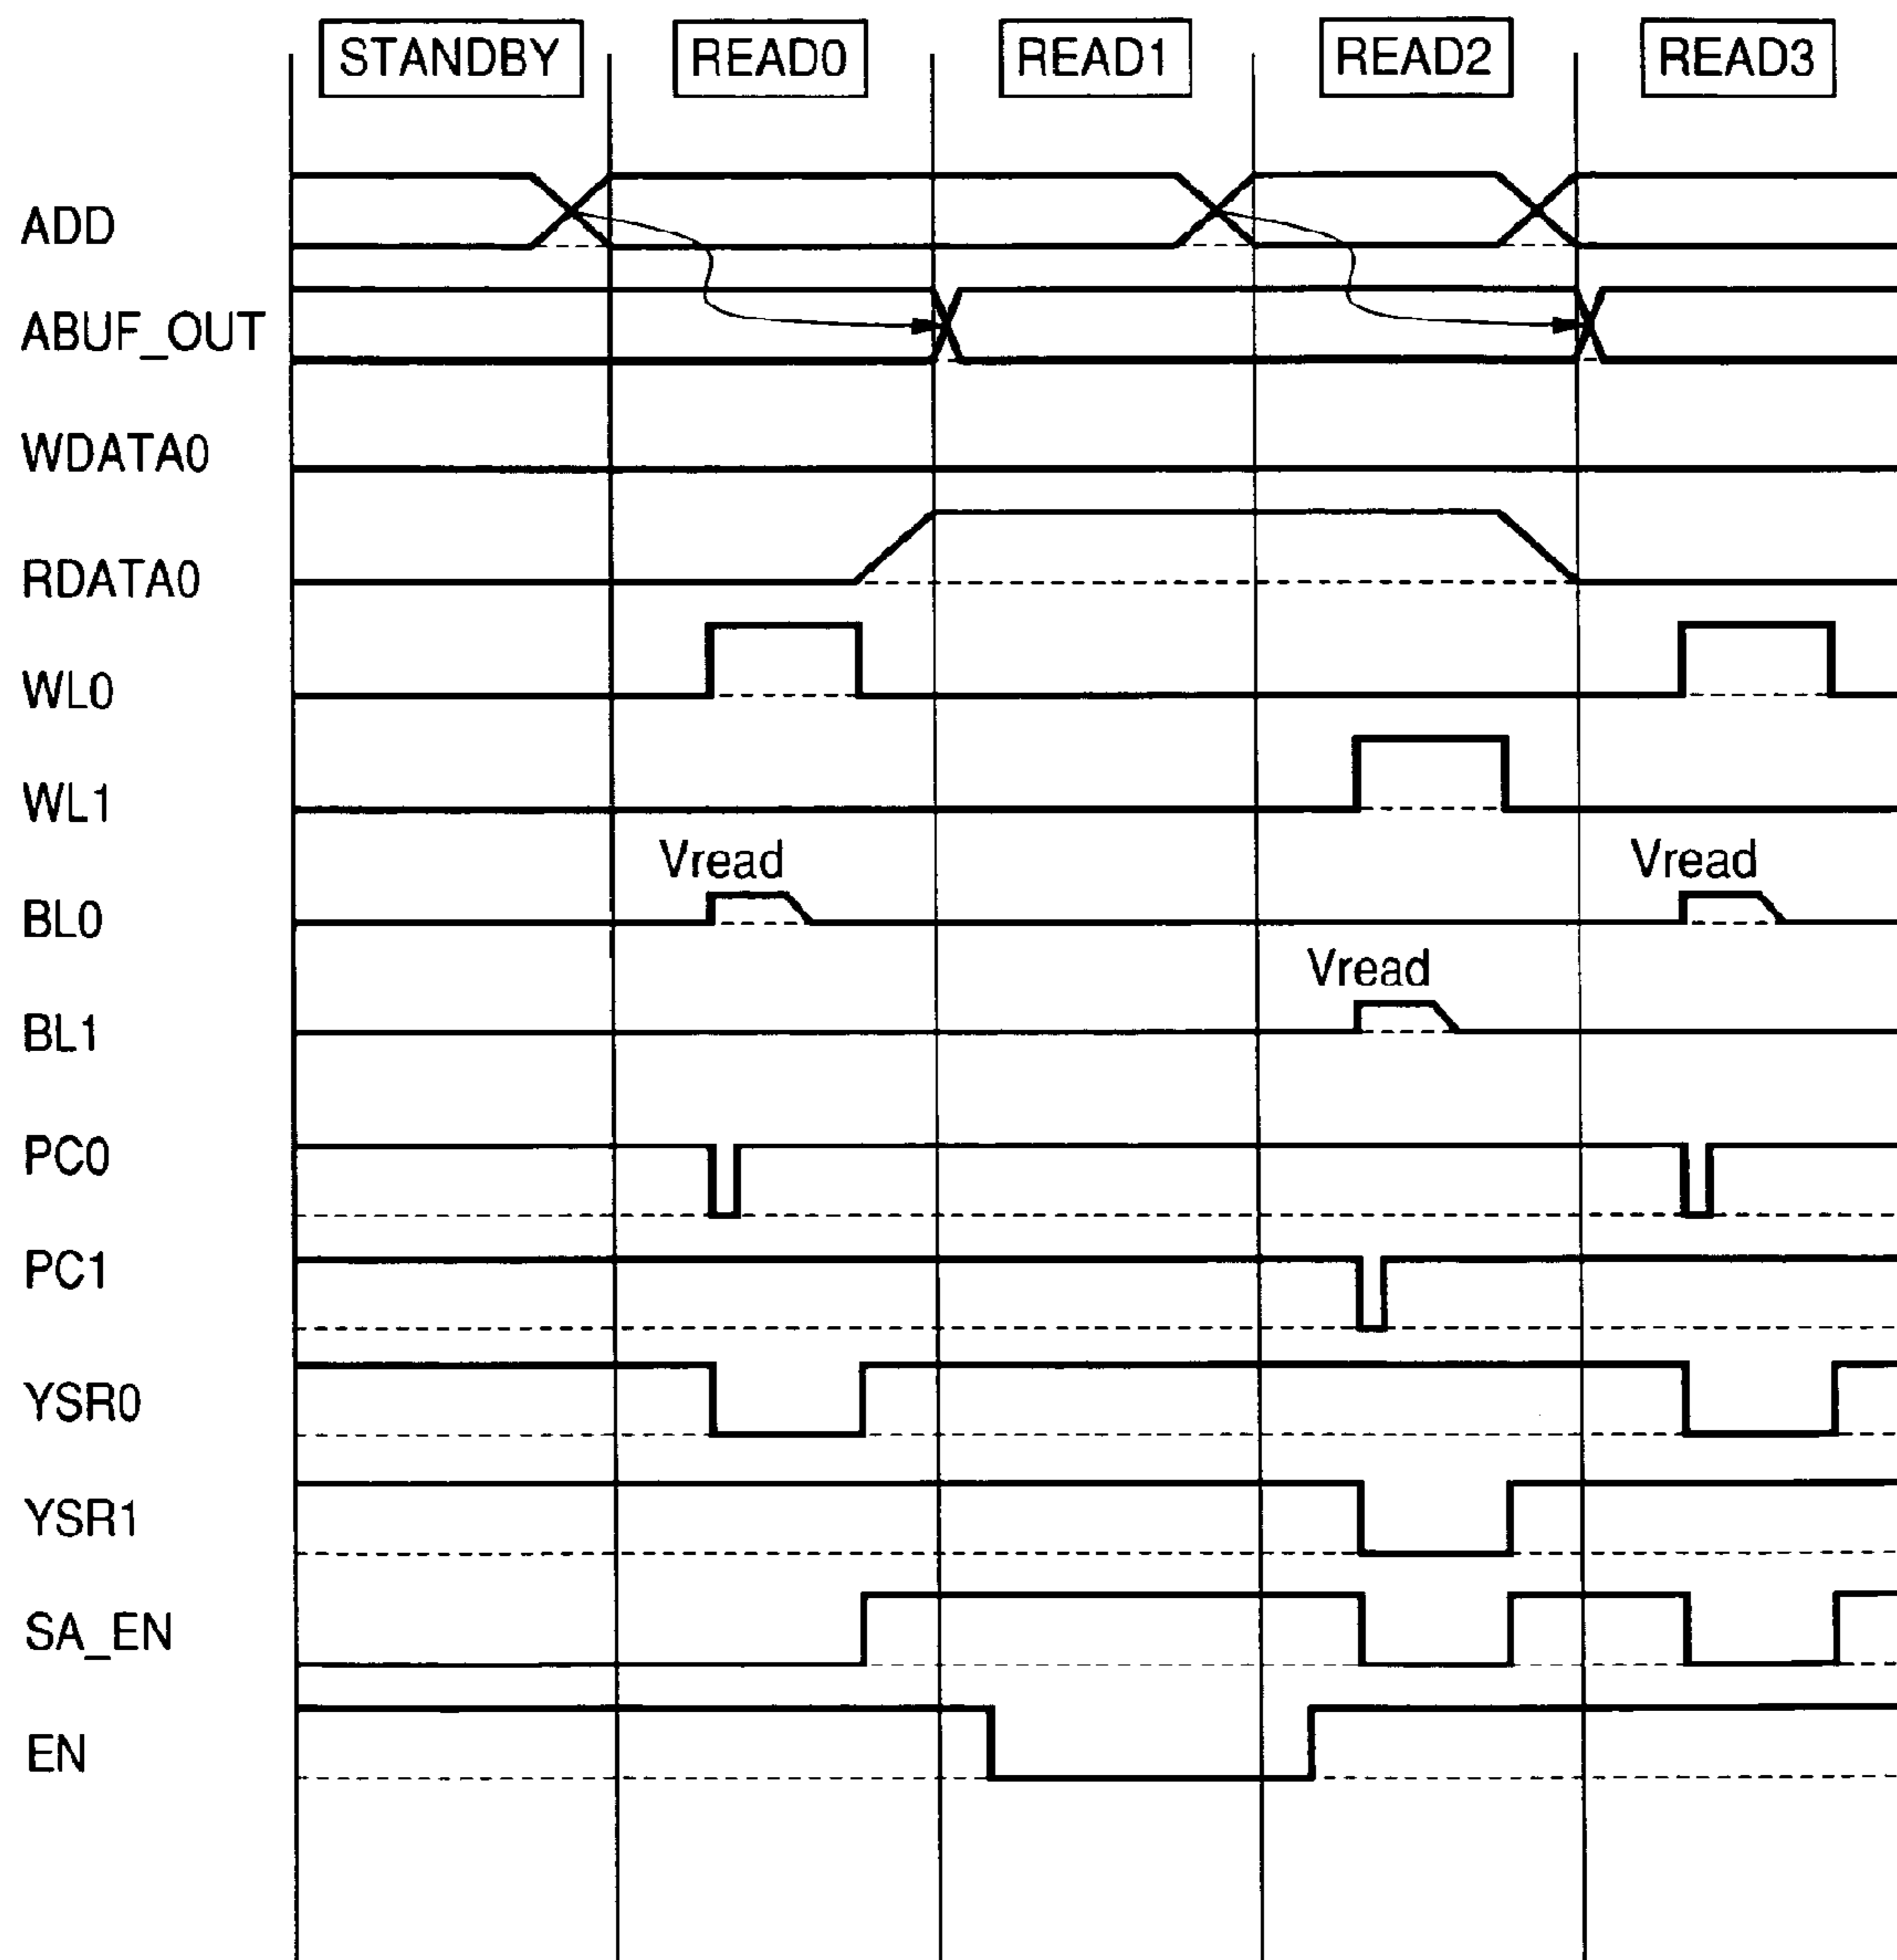 STANDBY READ0 READ1 READ2 READ3
ADD
ABUF_OUT
WDATA0
RDATA0
WL0
WL1
Vread Vread
BL0
Vread
BL1
PC0
PC1
YSR0
YSR1
SA_EN
EN